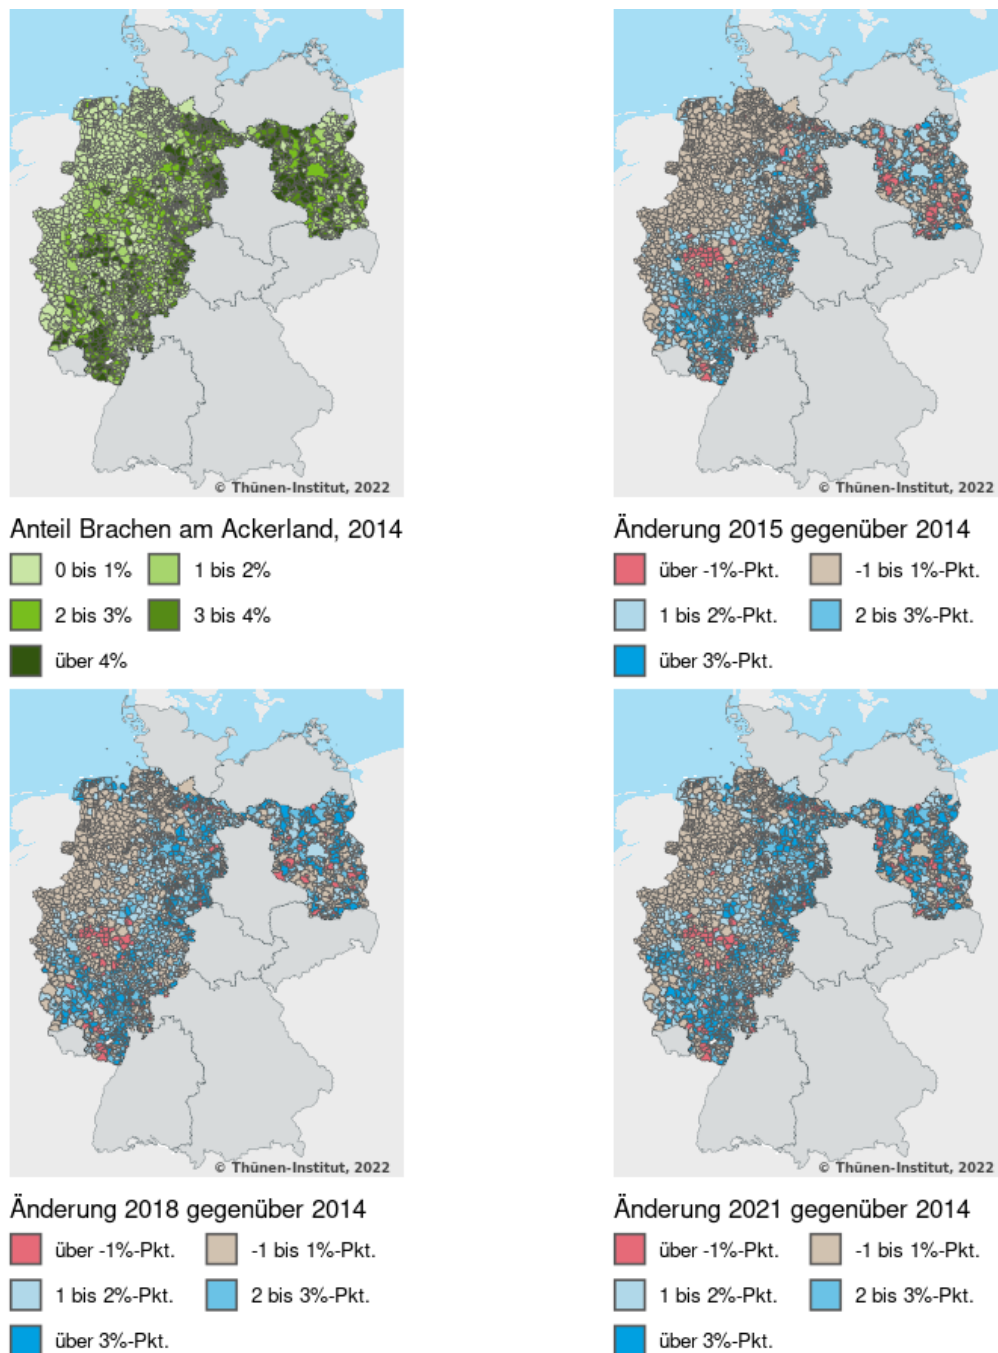 © Thünen-Institut, 2022
© Thünen-Institut, 2022
Anteil Brachen am Ackerland, 2014
0 bis 1%
1 bis 2%
2 bis 3%
3 bis 4%
über 4%
Änderung 2015 gegenüber 2014
über -1%-Pkt.
-1 bis 1%-Pkt.
1 bis 2%-Pkt.
2 bis 3%-Pkt.
über 3%-Pkt.
© Thünen-Institut, 2022
© Thünen-Institut, 2022
Änderung 2018 gegenüber 2014
über -1%-Pkt.
-1 bis 1%-Pkt.
1 bis 2%-Pkt.
2 bis 3%-Pkt.
über 3%-Pkt.
Änderung 2021 gegenüber 2014
über -1%-Pkt.
-1 bis 1%-Pkt.
1 bis 2%-Pkt.
2 bis 3%-Pkt.
über 3%-Pkt.